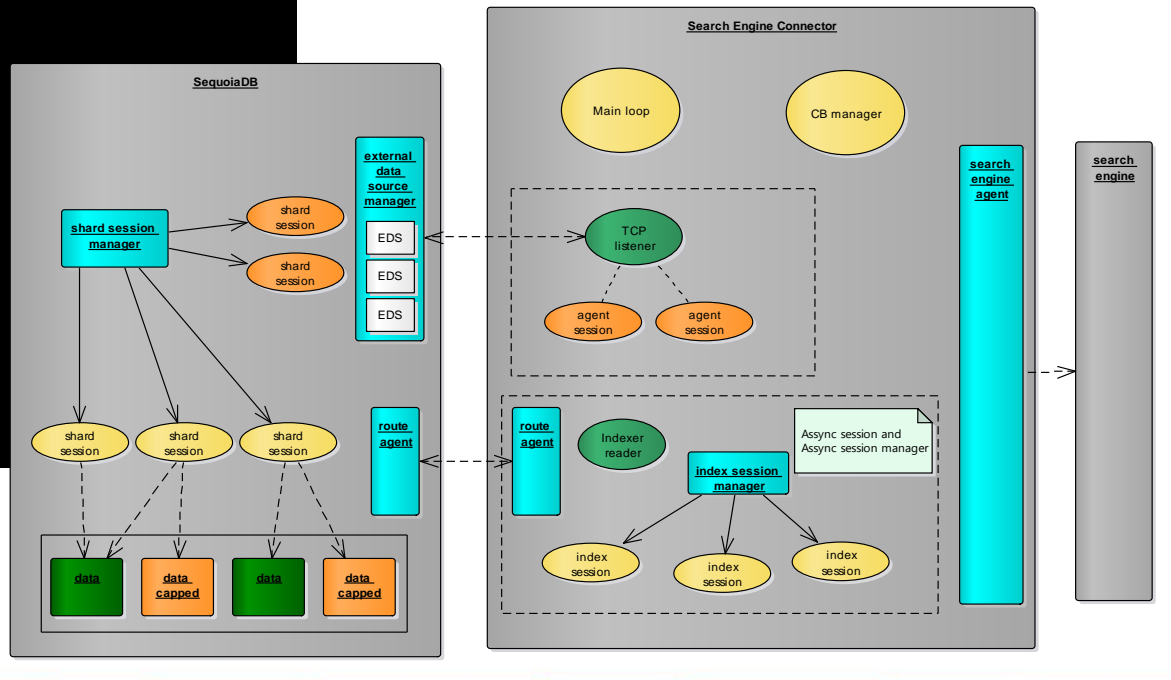 SequoiaDB
shard session
manager
shard
session
shard
session
external
data
source
manager
EDS
EDS
EDS
shard
session
shard
session
shard
session
route
agent
data
data
capped
data
data
capped
Search Engine Connector
Main loop
CB manager
TCP
listener
agent
session
agent
session
route
agent
Indexer
reader
index session
manager
Assync session and
Assync session manager
index
session
index
session
index
session
search
engine
agent
search
engine